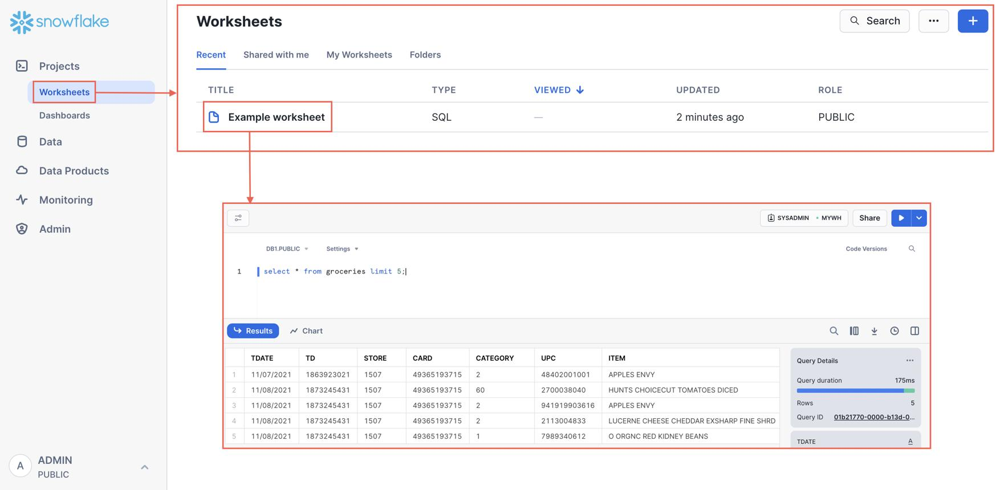 snowflake
Projects
Worksheets
Dashboards
Data
Data Products
Monitoring
Admin
A
ADMIN
PUBLIC
Worksheets
Search
Recent Shared with me My Worksheets Folders
TITLE TYPE VIEWED UPDATED ROLE
Example worksheet SQL — 2 minutes ago PUBLIC
SYSADMIN MYWH Share
DB1.PUBLIC Settings Code Versions
1 select * from groceries limit 5;
Results Chart
TDATE TD STORE CARD CATEGORY UPC ITEM
1 11/07/2021 1863923021 1507 49365193715 2 48402001001 APPLES ENVY
2 11/08/2021 1873245431 1507 49365193715 60 2700038040 HUNTS CHOICECUT TOMATOES DICED
3 11/08/2021 1873245431 1507 49365193715 2 941919903616 APPLES ENVY
4 11/08/2021 1873245431 1507 49365193715 2 2113004833 LUCERNE CHEESE CHEDDAR EXSHARP FINE SHRD
5 11/08/2021 1873245431 1507 49365193715 1 7989340612 O ORGNC RED KIDNEY BEANS
Query Details ...
Query duration 175ms
Rows 5
Query ID 01b21770-0000-b13d-0...
TDATE A